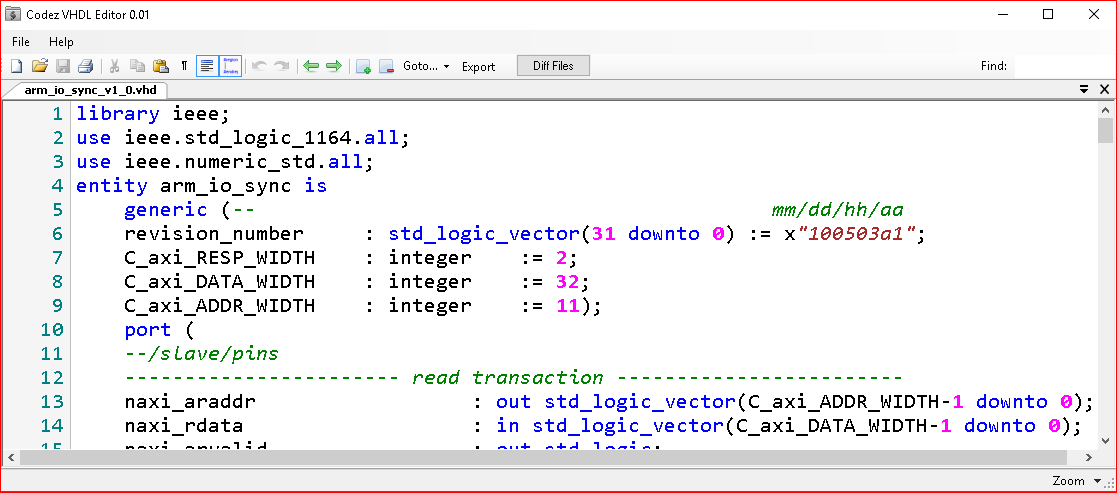 Codez VHDL Editor 0.01
File Help
¶ Goto... Export Diff Files Find:
arm_io_sync_v1_0.vhd
1 library ieee;
2 use ieee.std_logic_1164.all;
3 use ieee.numeric_std.all;
4 entity arm_io_sync is
5 generic (-- mm/dd/hh/aa
6 revision_number : std_logic_vector(31 downto 0) := x"100503a1";
7 C_axi_RESP_WIDTH : integer := 2;
8 C_axi_DATA_WIDTH : integer := 32;
9 C_axi_ADDR_WIDTH : integer := 11);
10 port (
11 --/slave/pins
12 ----------------------- read transaction ------------------------
13 naxi_araddr : out std_logic_vector(C_axi_ADDR_WIDTH-1 downto 0);
14 naxi_rdata : in std_logic_vector(C_axi_DATA_WIDTH-1 downto 0);
15 naxi_arvalid : out std_logic;
Zoom